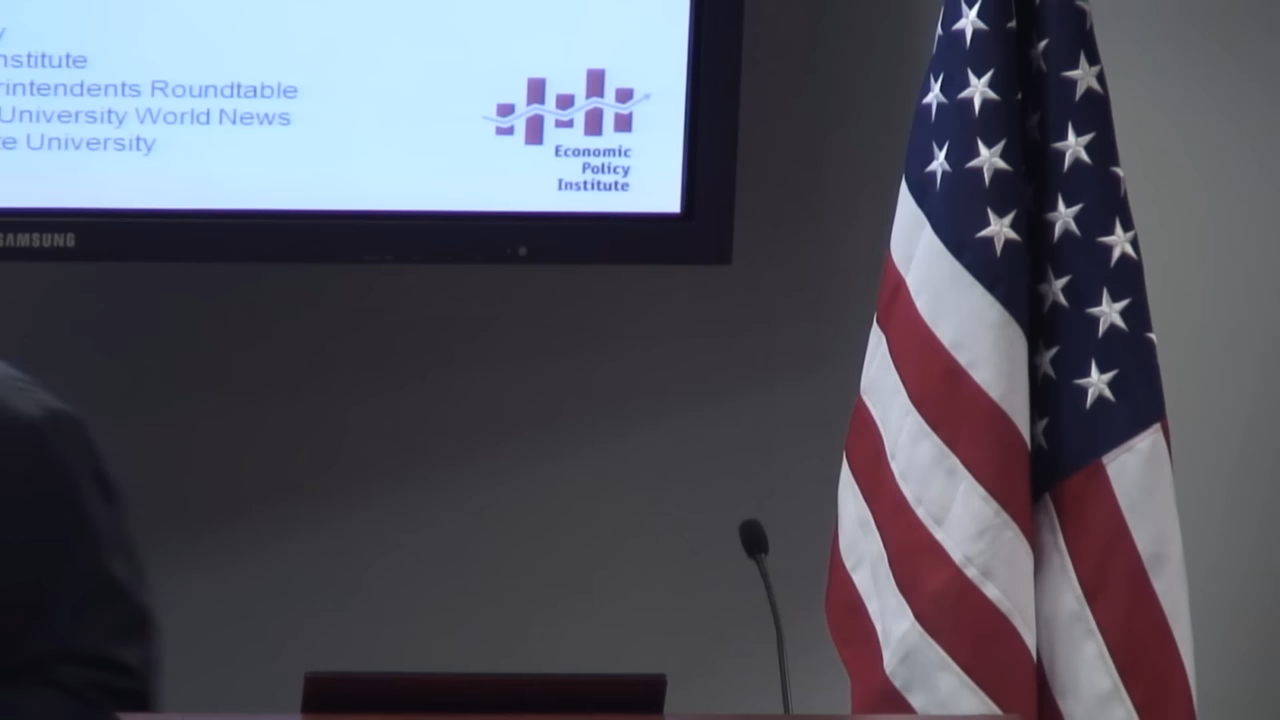 nstitute
rintendents Roundtable
University World News
e University
Economic
Policy
Institute
SAMSUNG